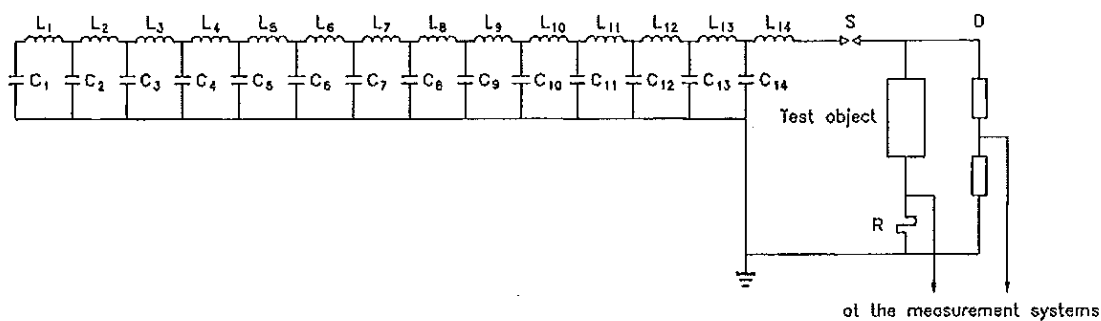 L1 L2 L3 L4 L5 L6 L7 L8 L9 L10 L11 L12 L13 L14 S D
C1 C2 C3 C4 C5 C6 C7 C8 C9 C10 C11 C12 C13 C14
Test object
R
at the measurement systems